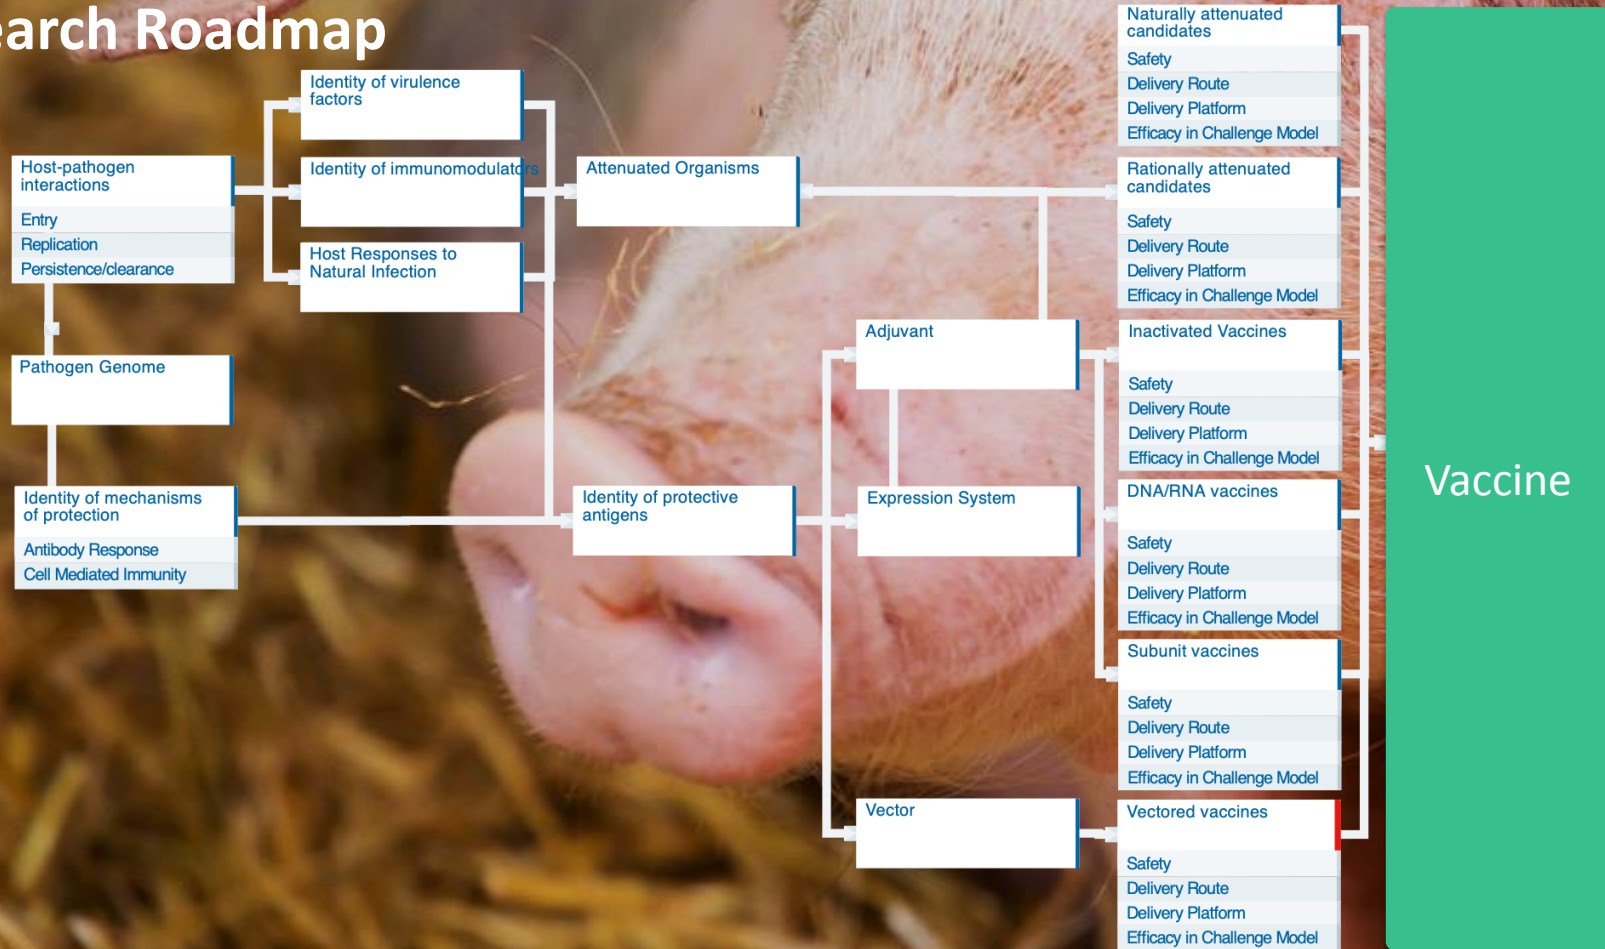 earch Roadmap
Host-pathogen
interactions
Entry
Replication
Persistence/clearance
Pathogen Genome
Identity of mechanisms
of protection
Antibody Response
Cell Mediated Immunity
Identity of virulence
factors
Identity of immunomodulators
Host Responses to
Natural Infection
Attenuated Organisms
Identity of protective
antigens
Adjuvant
Expression System
Vector
Naturally attenuated
candidates
Safety
Delivery Route
Delivery Platform
Efficacy in Challenge Model
Rationally attenuated
candidates
Safety
Delivery Route
Delivery Platform
Efficacy in Challenge Model
Inactivated Vaccines
Safety
Delivery Route
Delivery Platform
Efficacy in Challenge Model
DNA/RNA vaccines
Safety
Delivery Route
Delivery Platform
Efficacy in Challenge Model
Subunit vaccines
Safety
Delivery Route
Delivery Platform
Efficacy in Challenge Model
Vectored vaccines
Safety
Delivery Route
Delivery Platform
Efficacy in Challenge Model
Vaccine